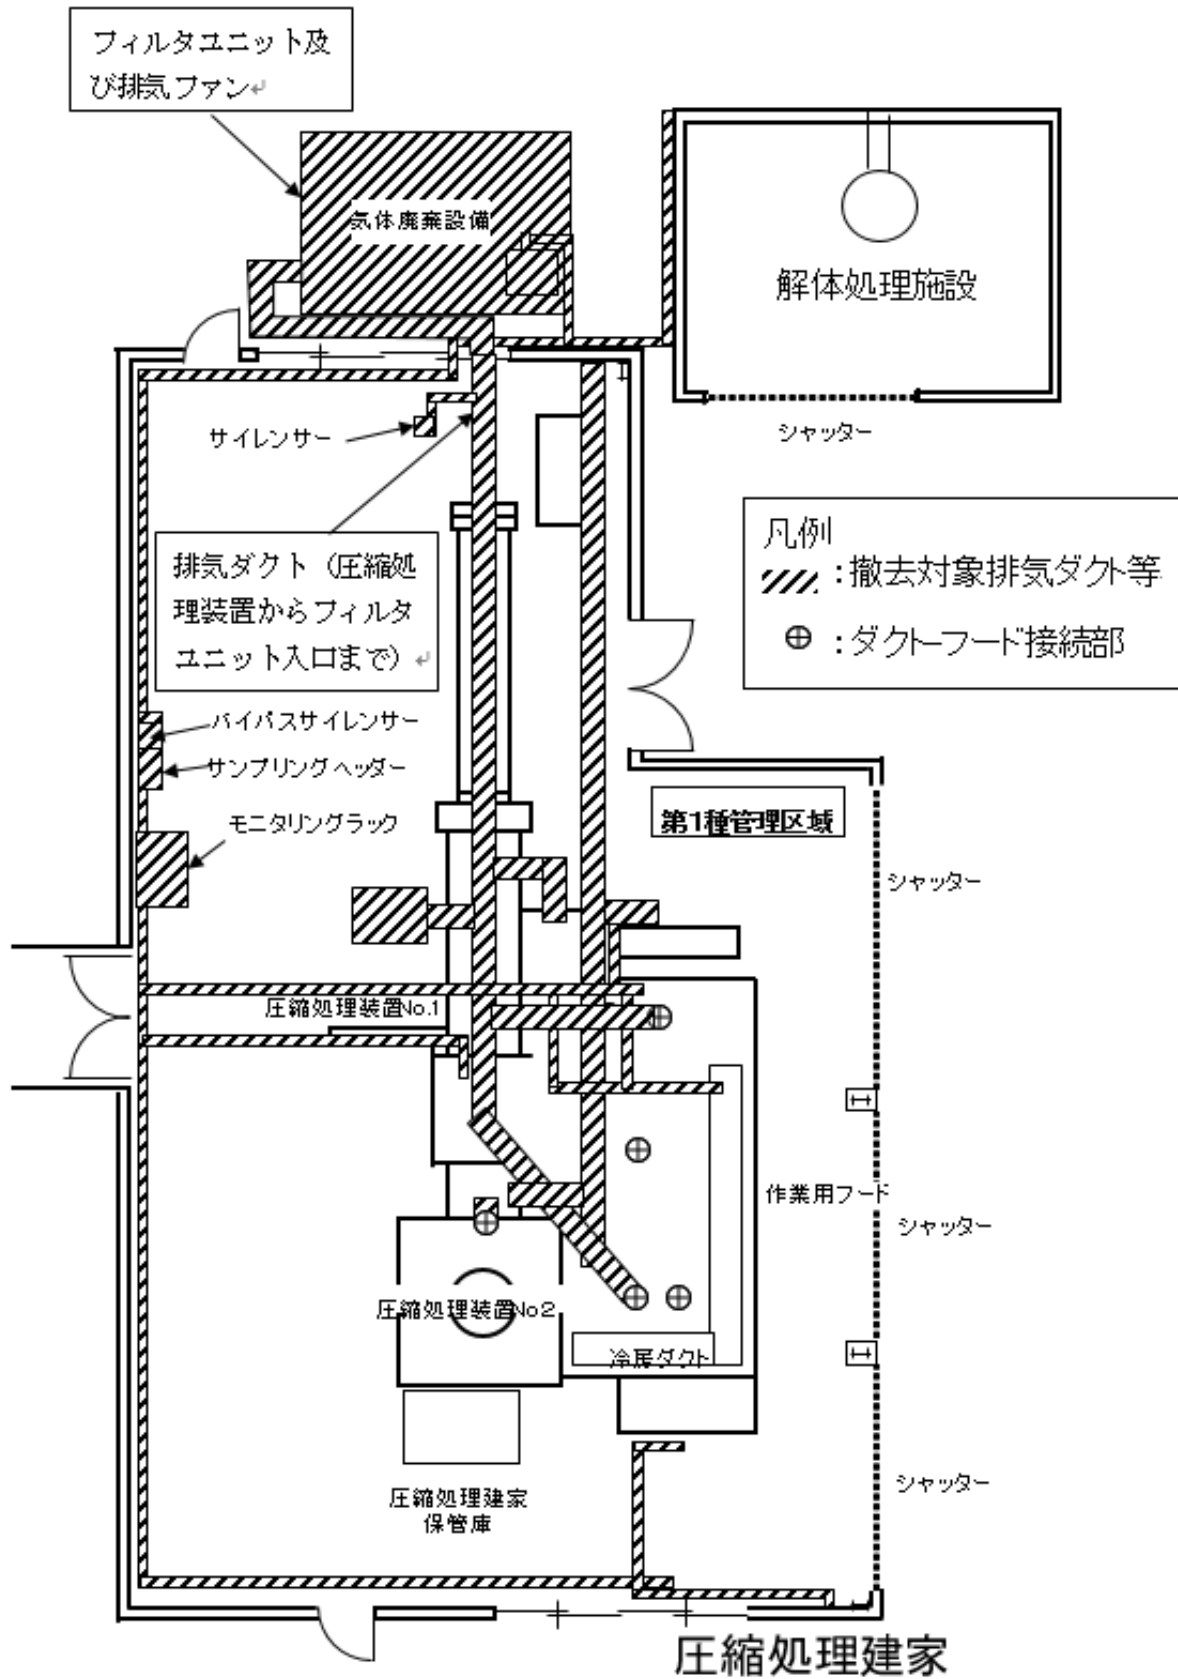 フィルタユニット及
び排気ファン↵
気体廃棄設備
解体処理施設
シャッター
サイレンサー
凡例
：撤去対象排気ダクト等
：ダクトーフード接続部
排気ダクト（圧縮処
理装置からフィルタ
ユニット入口まで）↵
バイパスサイレンサー
サンプリングヘッダー
モニタリングラック
第1種管理区域
シャッター
圧縮処理装置No.1
作業用フード
シャッター
圧縮処理装置No2
冷房ダクト
シャッター
圧縮処理建家
保管庫
圧縮処理建家